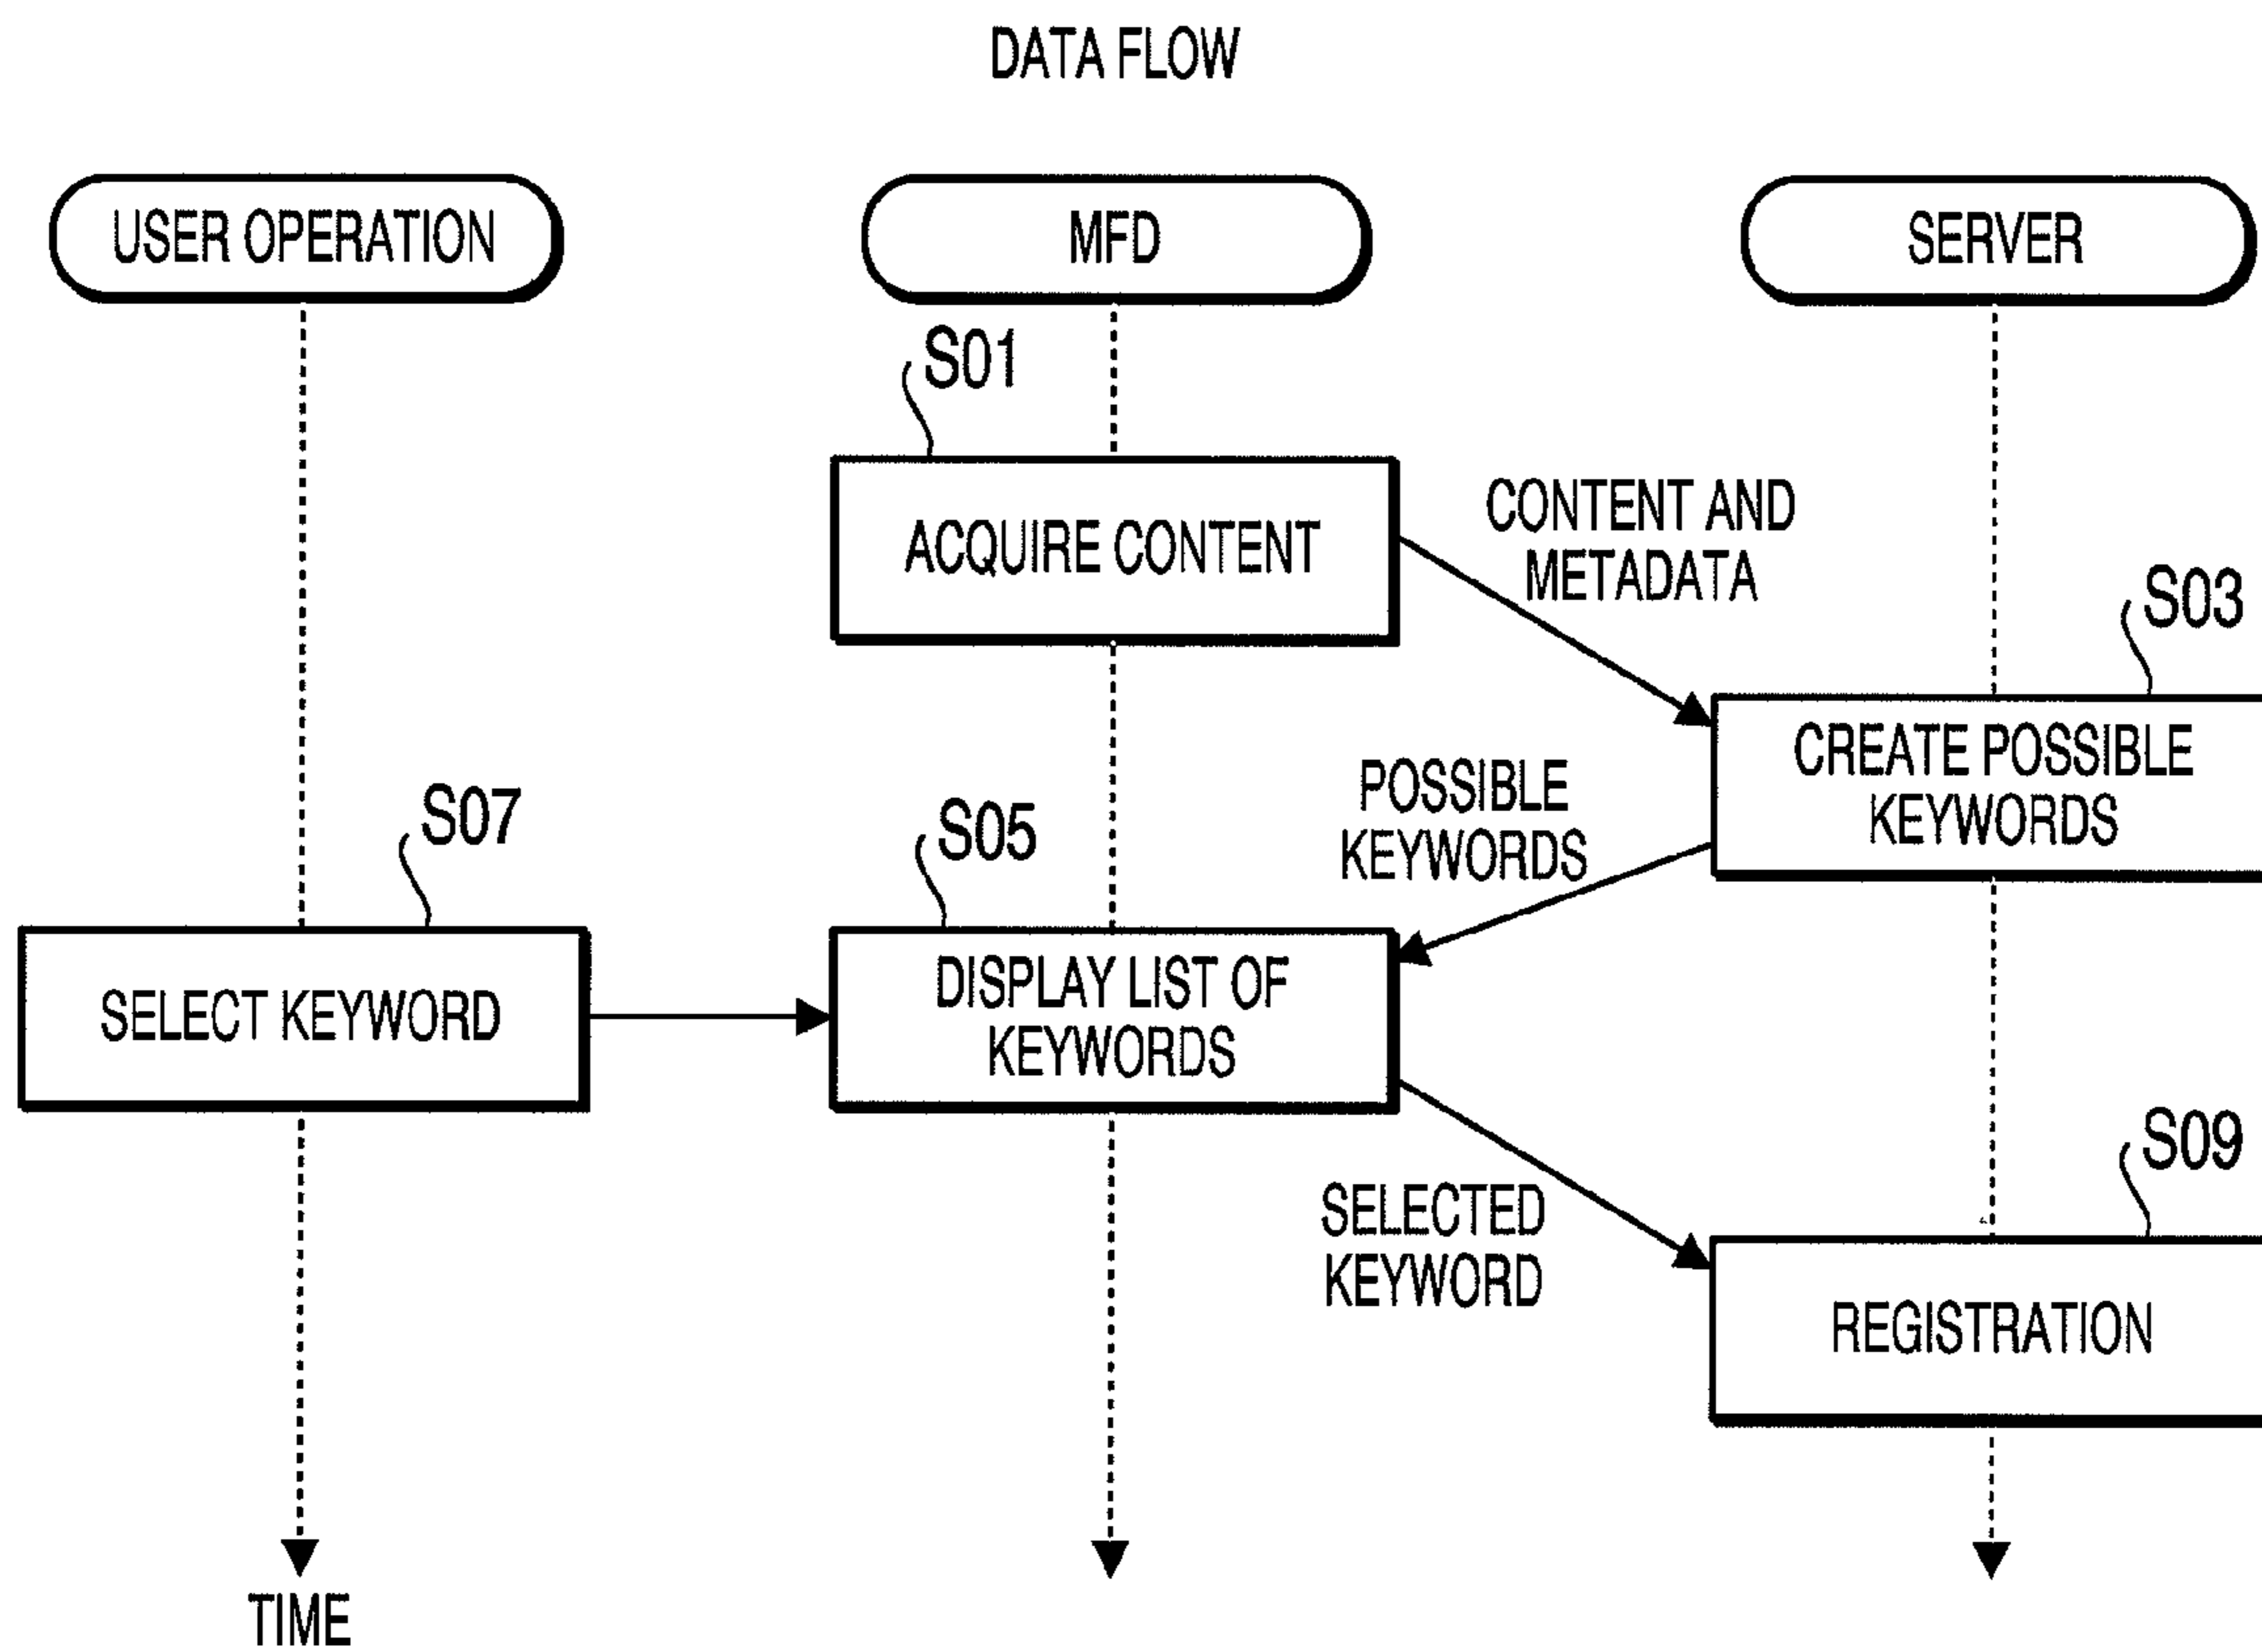 DATA FLOW
USER OPERATION
MFD
SERVER
S01
ACQUIRE CONTENT
CONTENT AND
METADATA
S03
CREATE POSSIBLE
KEYWORDS
POSSIBLE
KEYWORDS
S07
S05
SELECT KEYWORD
DISPLAY LIST OF
KEYWORDS
SELECTED
KEYWORD
S09
REGISTRATION
TIME